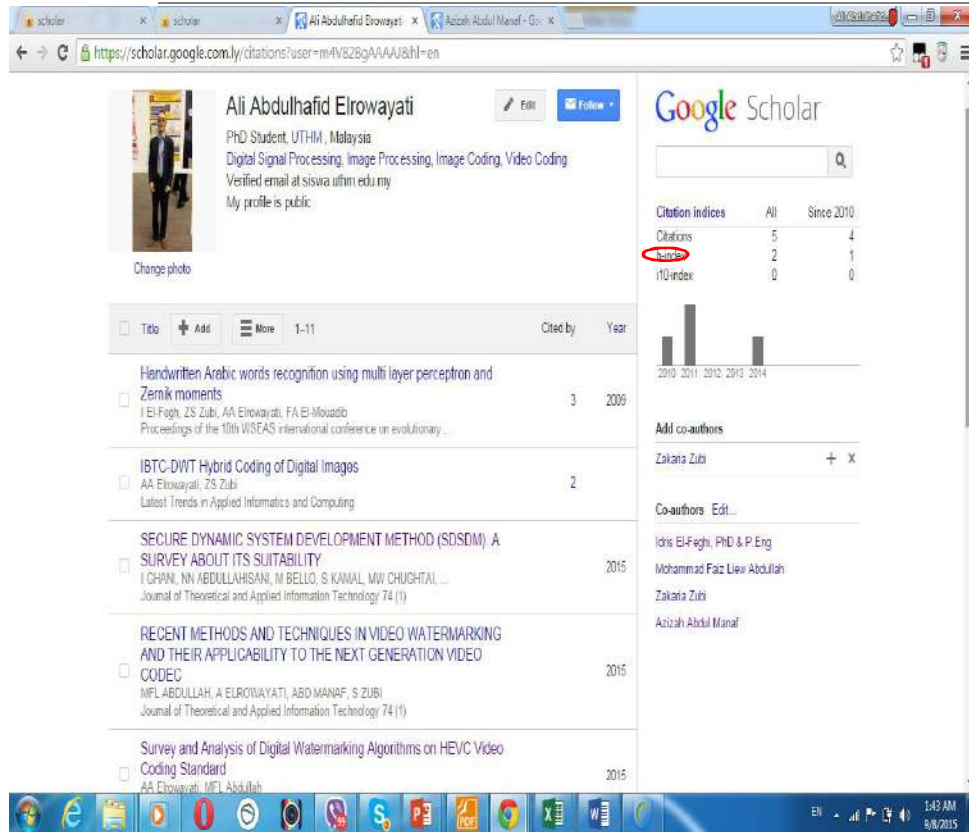 scholar
scholar
Ali Abdulhafid Elrowayati
Azizah Abdul Manaf - Goo
https://scholar.google.com.ly/citations?user=m4V82BgAAAAJ&hl=en
Ali Abdulhafid Elrowayati
Edit
Follow
PhD Student, UTHM, Malaysia
Digital Signal Processing, Image Processing, Image Coding, Video Coding
Verified email at siswa.uthm.edu.my
My profile is public
Change photo
Google Scholar
Citation indices All Since 2010
Citations 5 4
h-index 2 1
i10-index 0 0
2010 2011 2012 2013 2014
Add co-authors
Zakaria Zubi
Co-authors Edit...
Idris El-Feghi, PhD & P.Eng
Mohammad Faiz Liew Abdullah
Zakaria Zubi
Azizah Abdul Manaf
Title Add More 1–11 Cited by Year
Handwritten Arabic words recognition using multi layer perceptron and
Zernik moments
I El-Fegh, ZS Zubi, AA Elrowayati, FA El-Mouadib
Proceedings of the 10th WSEAS international conference on evolutionary ...
3 2009
IBTC-DWT Hybrid Coding of Digital Images
AA Elrowayati, ZS Zubi
Latest Trends in Applied Informatics and Computing
2
SECURE DYNAMIC SYSTEM DEVELOPMENT METHOD (SDSDM): A
SURVEY ABOUT ITS SUITABILITY
I GHANI, NN ABDULLAHISANI, M BELLO, S KAMAL, MW CHUGHTAI, ...
Journal of Theoretical and Applied Information Technology 74 (1)
2015
RECENT METHODS AND TECHNIQUES IN VIDEO WATERMARKING
AND THEIR APPLICABILITY TO THE NEXT GENERATION VIDEO
CODEC
MFL ABDULLAH, A ELROWAYATI, ABD MANAF, S ZUBI
Journal of Theoretical and Applied Information Technology 74 (1)
2015
Survey and Analysis of Digital Watermarking Algorithms on HEVC Video
Coding Standard
AA Elrowayati, MFL Abdullah
2015
EN
1:43 AM
9/8/2015